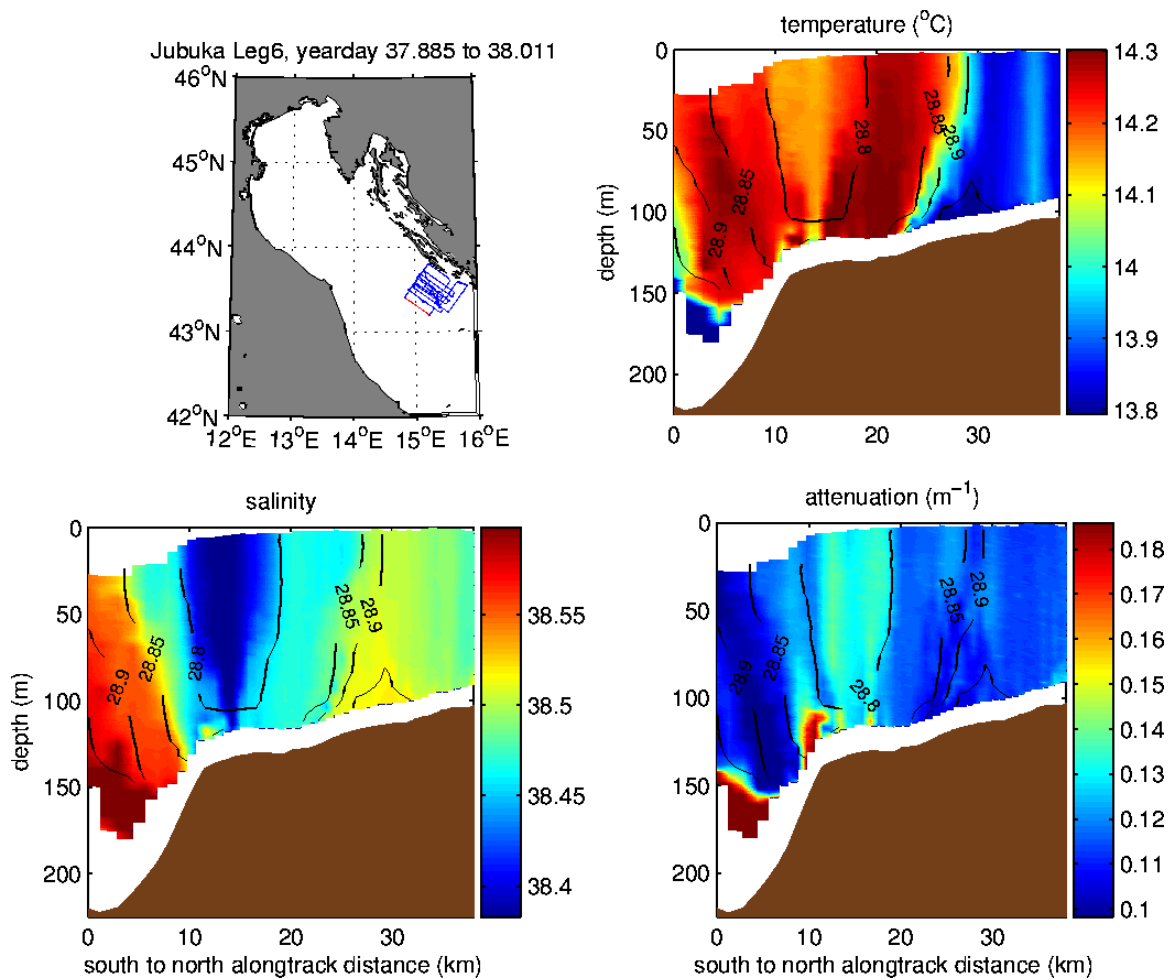 Jubuka Leg6, yearday 37.885 to 38.011
46°N
45°N
44°N
43°N
42°N
12°E 13°E 14°E 15°E 16°E
temperature (°C)
0
50
100
150
200
depth (m)
0 10 20 30
28.9
28.85
28.8
28.85
28.9
14.3
14.2
14.1
14
13.9
13.8
salinity
0
50
100
150
200
depth (m)
0 10 20 30
south to north alongtrack distance (km)
28.9
28.85
28.8
28.85
28.9
38.55
38.5
38.45
38.4
attenuation (m⁻¹)
0
50
100
150
200
0 10 20 30
south to north alongtrack distance (km)
28.9
28.85
28.8
28.85
28.9
0.18
0.17
0.16
0.15
0.14
0.13
0.12
0.11
0.1